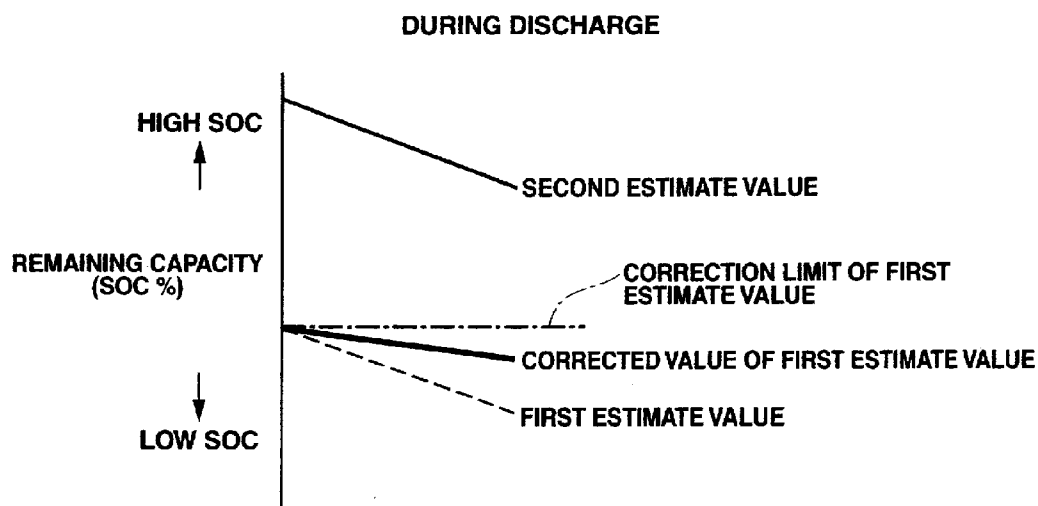 DURING DISCHARGE
HIGH SOC
SECOND ESTIMATE VALUE
REMAINING CAPACITY
(SOC %)
CORRECTION LIMIT OF FIRST
ESTIMATE VALUE
CORRECTED VALUE OF FIRST ESTIMATE VALUE
FIRST ESTIMATE VALUE
LOW SOC